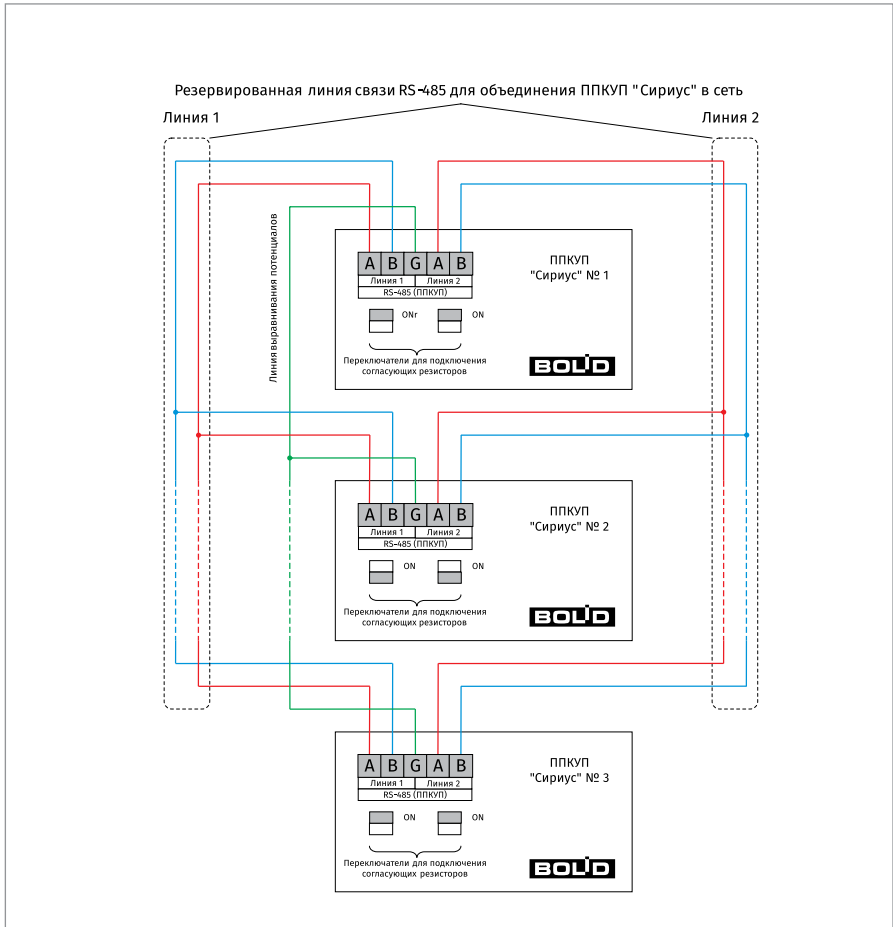 Резервированная линия связи RS-485 для объединения ППКУП "Сириус" в сеть
Линия 1
Линия 2
Линия выравнивания потенциалов
A B G A B
Линия 1 Линия 2
RS-485 (ППКУП)
ONг ON
Переключатели для подключения
согласующих резисторов
ППКУП
"Сириус" № 1
BOLID
A B G A B
Линия 1 Линия 2
RS-485 (ППКУП)
ON ON
Переключатели для подключения
согласующих резисторов
ППКУП
"Сириус" № 2
BOLID
A B G A B
Линия 1 Линия 2
RS-485 (ППКУП)
ON ON
Переключатели для подключения
согласующих резисторов
ППКУП
"Сириус" № 3
BOLID